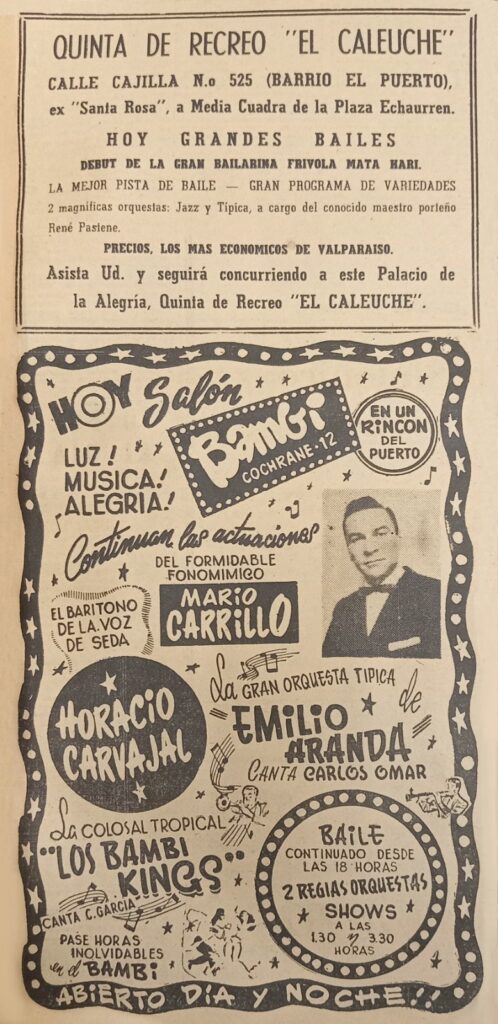 QUINTA DE RECREO "EL CALEUCHE"
CALLE CAJILLA N.o 525 (BARRIO EL PUERTO),
ex "Santa Rosa", a Media Cuadra de la Plaza Echaurren.
HOY GRANDES BAILES
DEBUT DE LA GRAN BAILARINA FRIVOLA MATA HARI.
LA MEJOR PISTA DE BAILE — GRAN PROGRAMA DE VARIEDADES
2 magníficas orquestas: Jazz y Típica, a cargo del conocido maestro porteño
René Pastene.
PRECIOS, LOS MAS ECONOMICOS DE VALPARAISO.
Asista Ud. y seguirá concurriendo a este Palacio de
la Alegría, Quinta de Recreo "EL CALEUCHE".
HOY Salón
BAMBi
COCHRANE-12
EN UN
RINCON
DEL
PUERTO
LUZ!
MUSICA!
ALEGRIA!
Continuan las actuaciones
DEL FORMIDABLE
FONOMIMICO
MARIO
CARRILLO
EL BARITONO
DE LA VOZ
DE SEDA
HORACIO
CARVAJAL
La GRAN ORQUESTA TIPICA de
"EMILIO
ARANDA"
CANTA CARLOS OMAR
La COLOSAL TROPICAL
"LOS BAMBI
KINGS"
CANTA C. GARCIA
PASE HORAS
INOLVIDABLES
en el BAMBI
BAILE
CONTINUADO DESDE
LAS 18 HORAS
2 REGIAS ORQUESTAS
SHOWS
A LAS
1.30 y 3.30
HORAS
ABIERTO DIA Y NOCHE!!